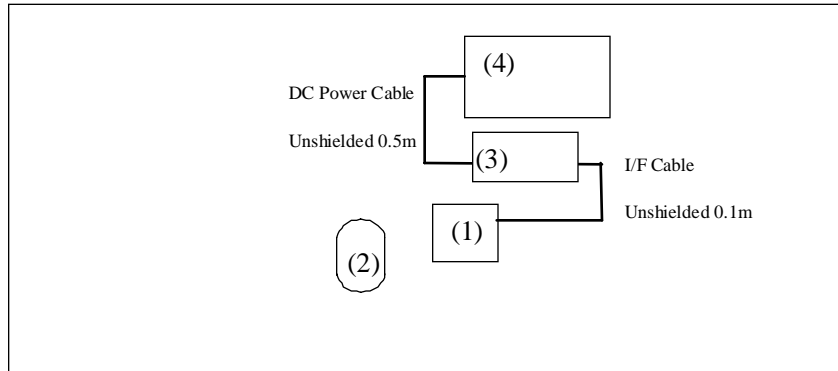 (4)
DC Power Cable
Unshielded 0.5m
(3)
I/F Cable
Unshielded 0.1m
(1)
(2)